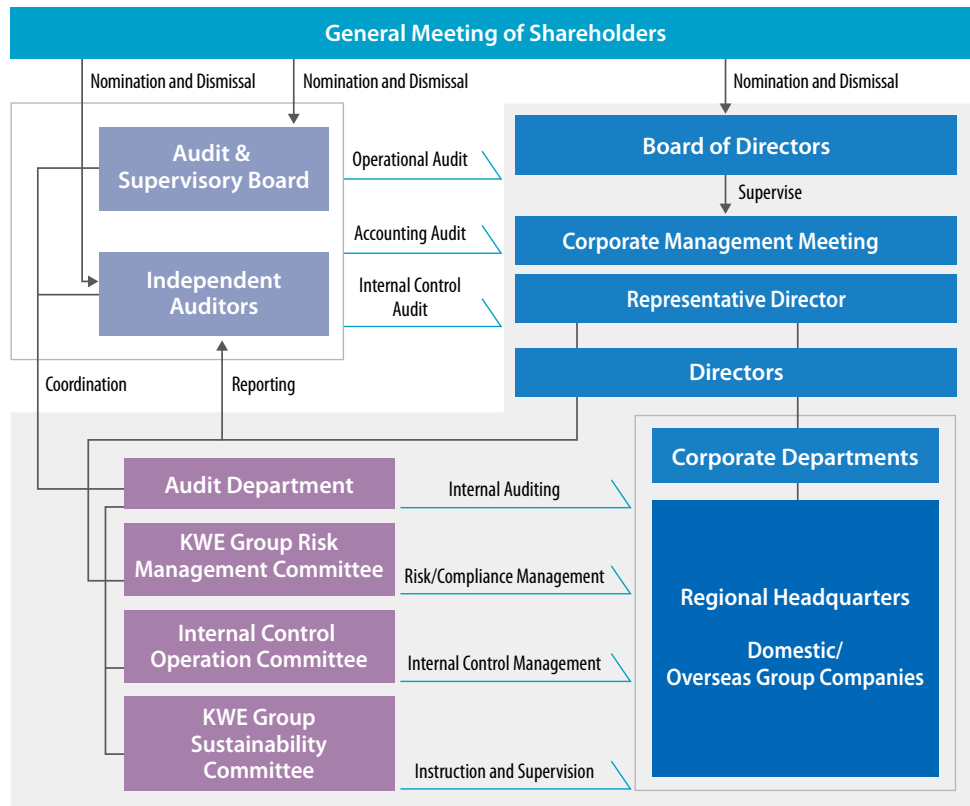 General Meeting of Shareholders
Nomination and Dismissal
Nomination and Dismissal
Nomination and Dismissal
Audit &
Supervisory Board
Operational Audit
Board of Directors
Supervise
Accounting Audit
Corporate Management Meeting
Independent
Auditors
Internal Control
Audit
Representative Director
Directors
Coordination
Reporting
Corporate Departments
Audit Department
Internal Auditing
KWE Group Risk
Management Committee
Risk/Compliance Management
Regional Headquarters
Domestic/
Overseas Group Companies
Internal Control
Operation Committee
Internal Control Management
KWE Group
Sustainability
Committee
Instruction and Supervision